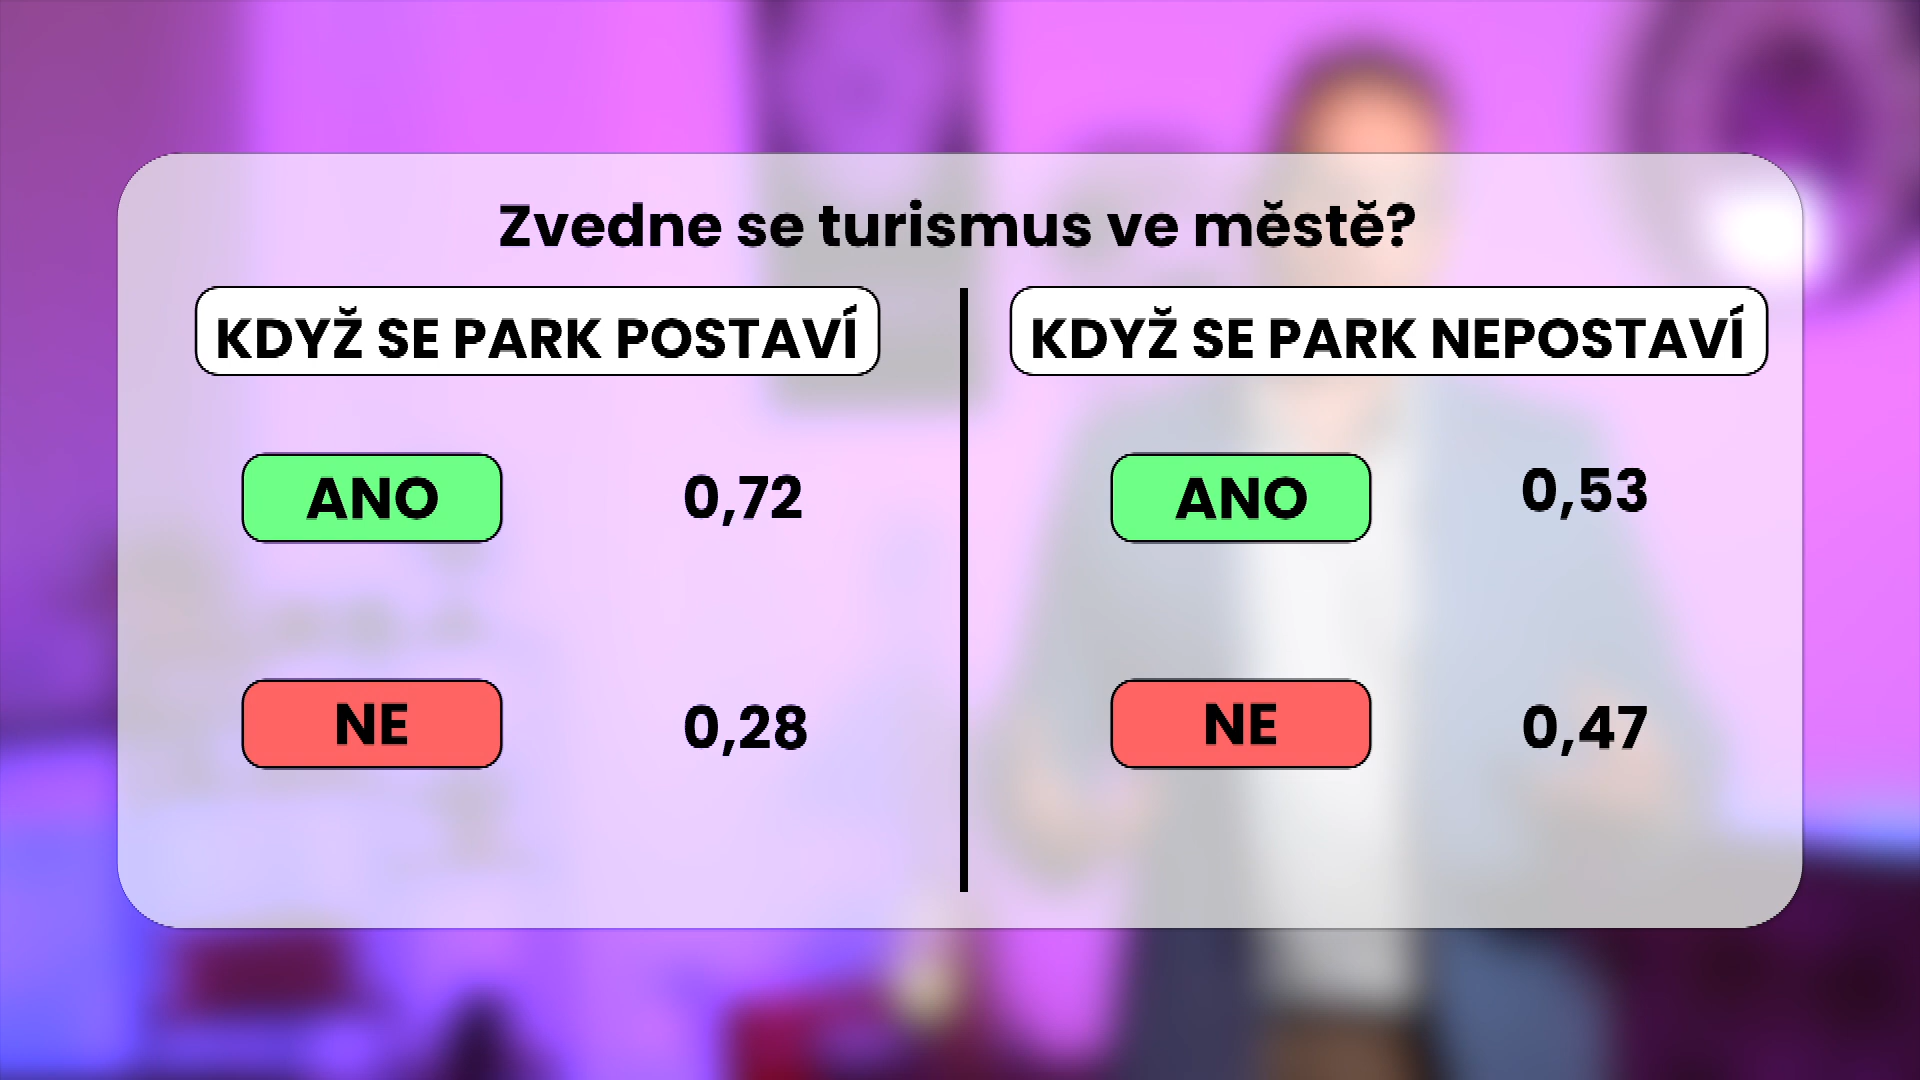 Zvedne se turismus ve městě?
KDYŽ SE PARK POSTAVÍ
ANO 0,72
NE 0,28
KDYŽ SE PARK NEPOSTAVÍ
ANO 0,53
NE 0,47